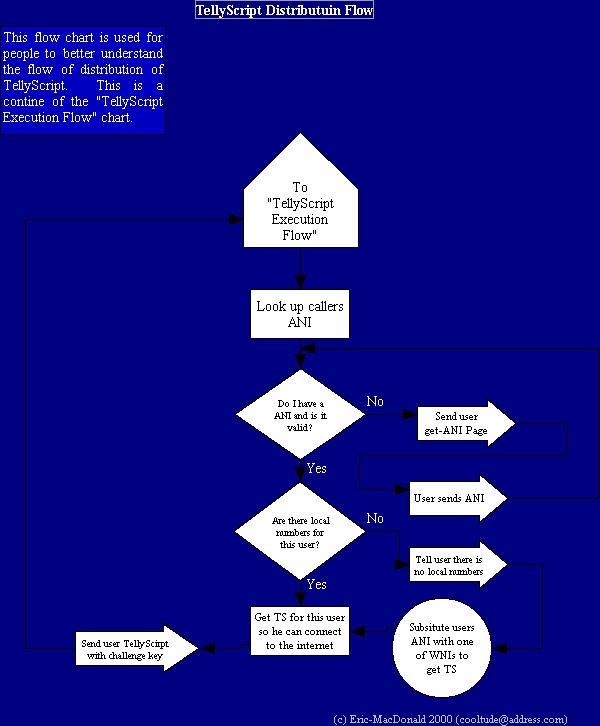 TellyScript Distributuin Flow
This flow chart is used for
people to better understand
the flow of distribution of
TellyScript. This is a
contine of the "TellyScript
Execution Flow" chart.
To
"TellyScript
Execution
Flow"
Look up callers
ANI
Do I have a
ANI and is it
valid?
No
Send user
get-ANI Page
Yes
User sends ANI
Are there local
numbers for
this user?
No
Tell user there is
no local numbers
Yes
Get TS for this user
so he can connect
to the internet
Subsitute users
ANI with one
of WNIs to
get TS
Send user TellyScirpt
with challenge key
(c) Eric-MacDonald 2000 (cooltude@address.com)